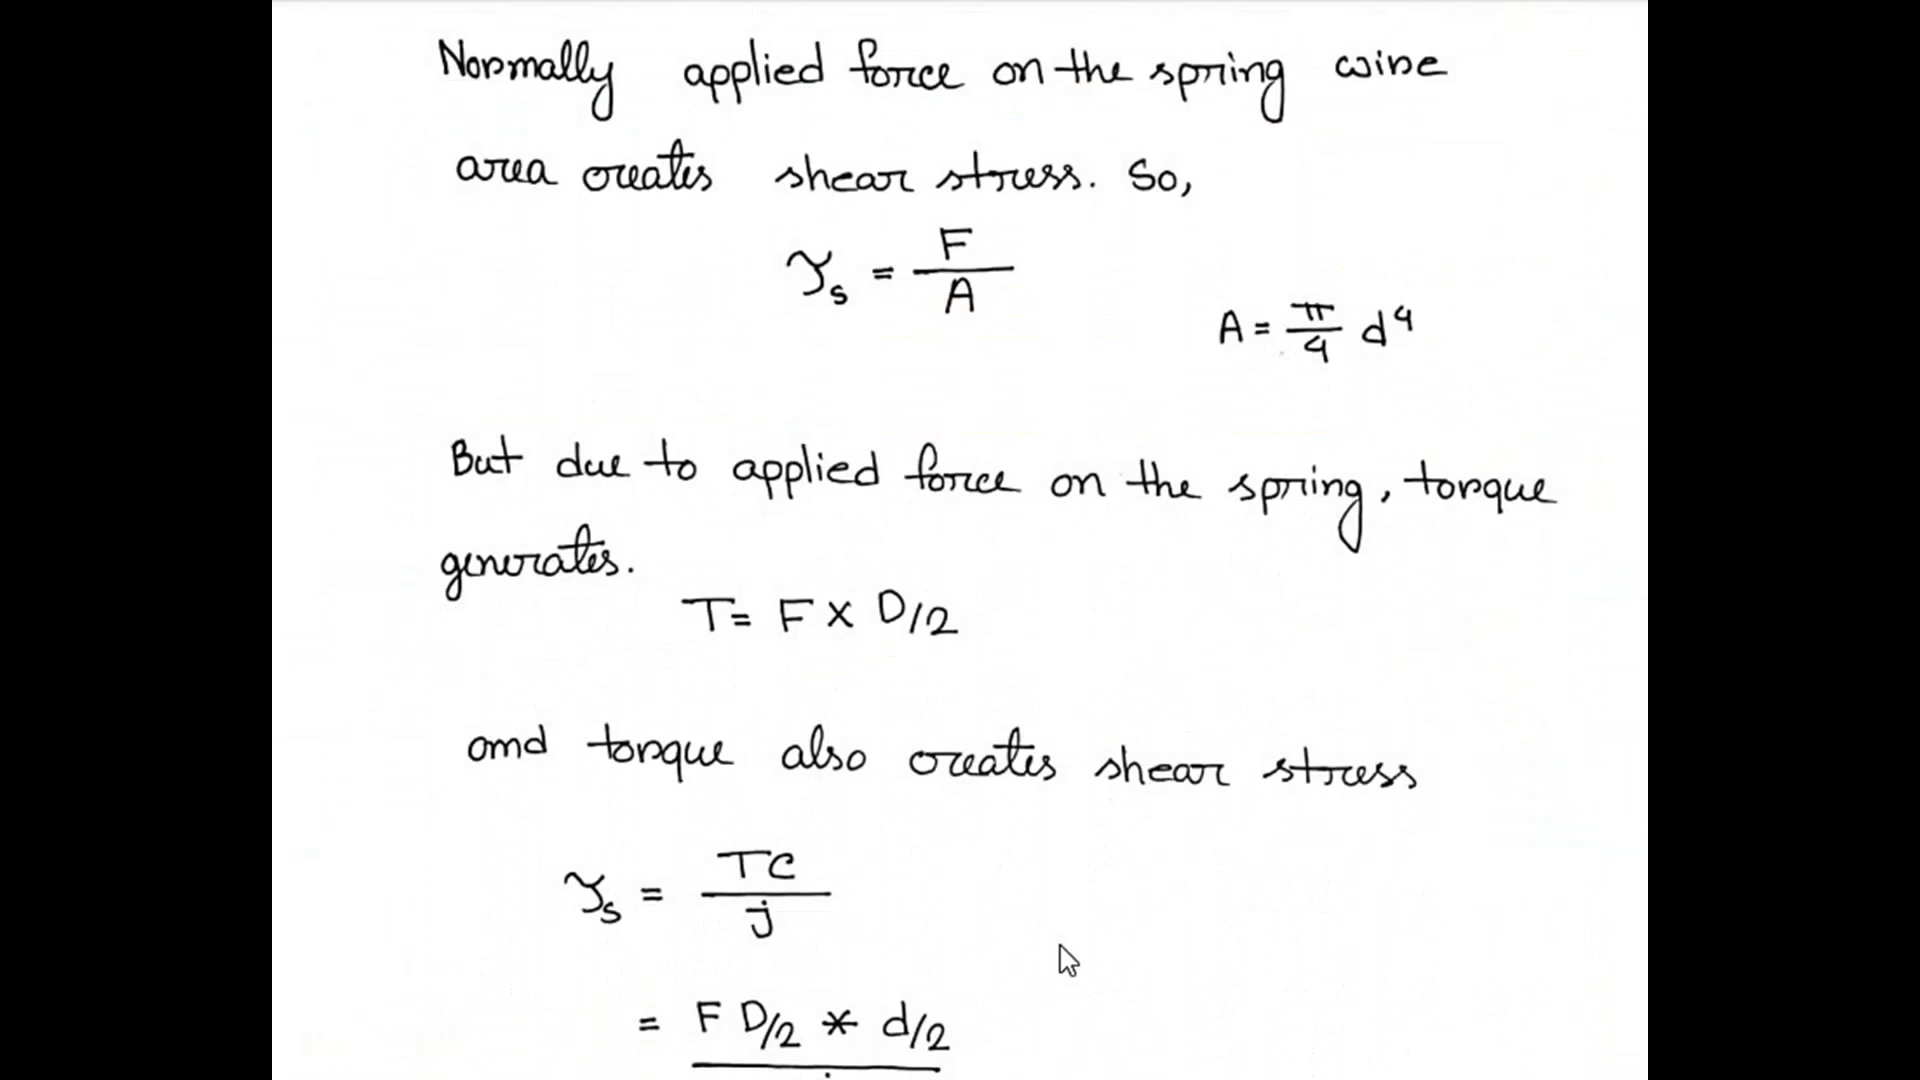 Normally applied force on the spring wire
area creates shear stress. So,
τs = F/A
A = π/4 d⁴
But due to applied force on the spring, torque
generates.
T= F × D/2
and torque also creates shear stress
τs = TC/j
= F D/2 * d/2